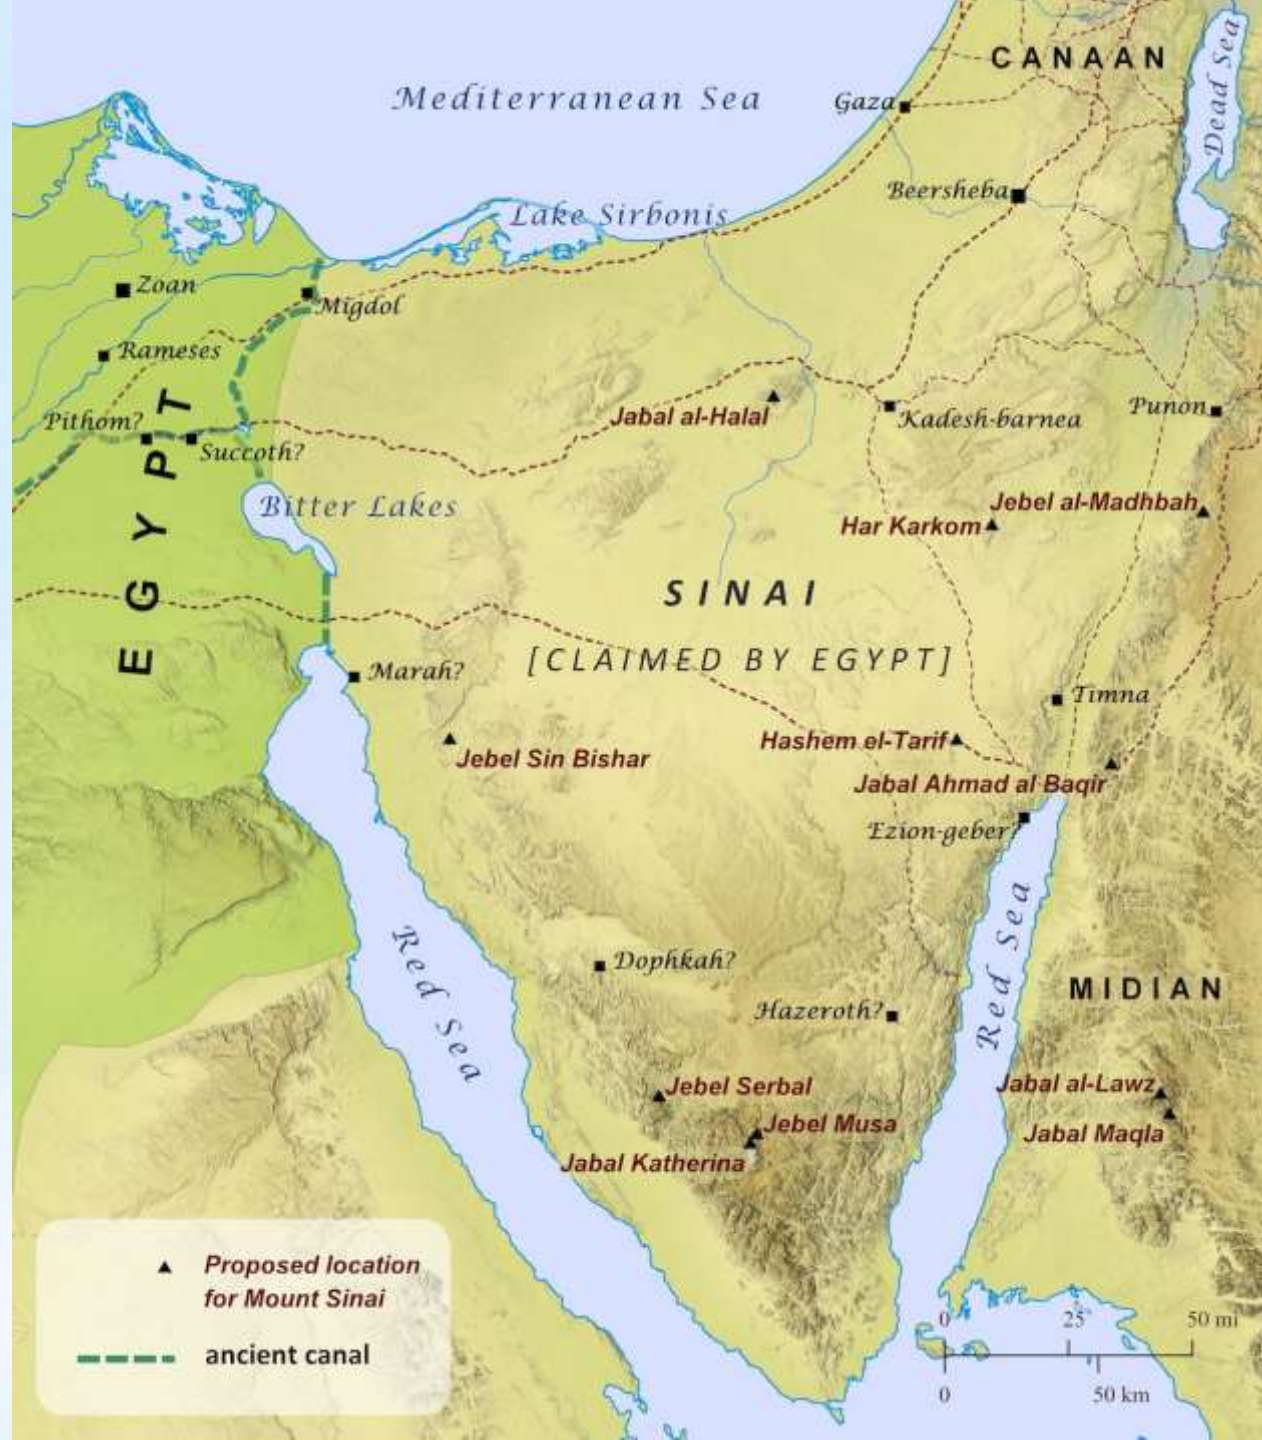 CANAAN
Dead Sea
Mediterranean Sea
Gaza
Beersheba
Lake Sirbonis
Zoan
Migdol
Rameses
EGYPT
Jabal al-Halal
Kadesh-barnea
Punon
Pithom?
Succoth?
Bitter Lakes
Jebel al-Madhbah
Har Karkom
SINAI
[CLAIMED BY EGYPT]
Marah?
Timna
Jebel Sin Bishar
Hashem el-Tarif
Jabal Ahmad al Baqir
Ezion-geber?
Red Sea
Red Sea
Dophkah?
MIDIAN
Hazeroth?
Jebel Serbal
Jabal al-Lawz
Jebel Musa
Jabal Maqla
Jabal Katherina
Proposed location
for Mount Sinai
ancient canal
0 25 50 mi
0 50 km